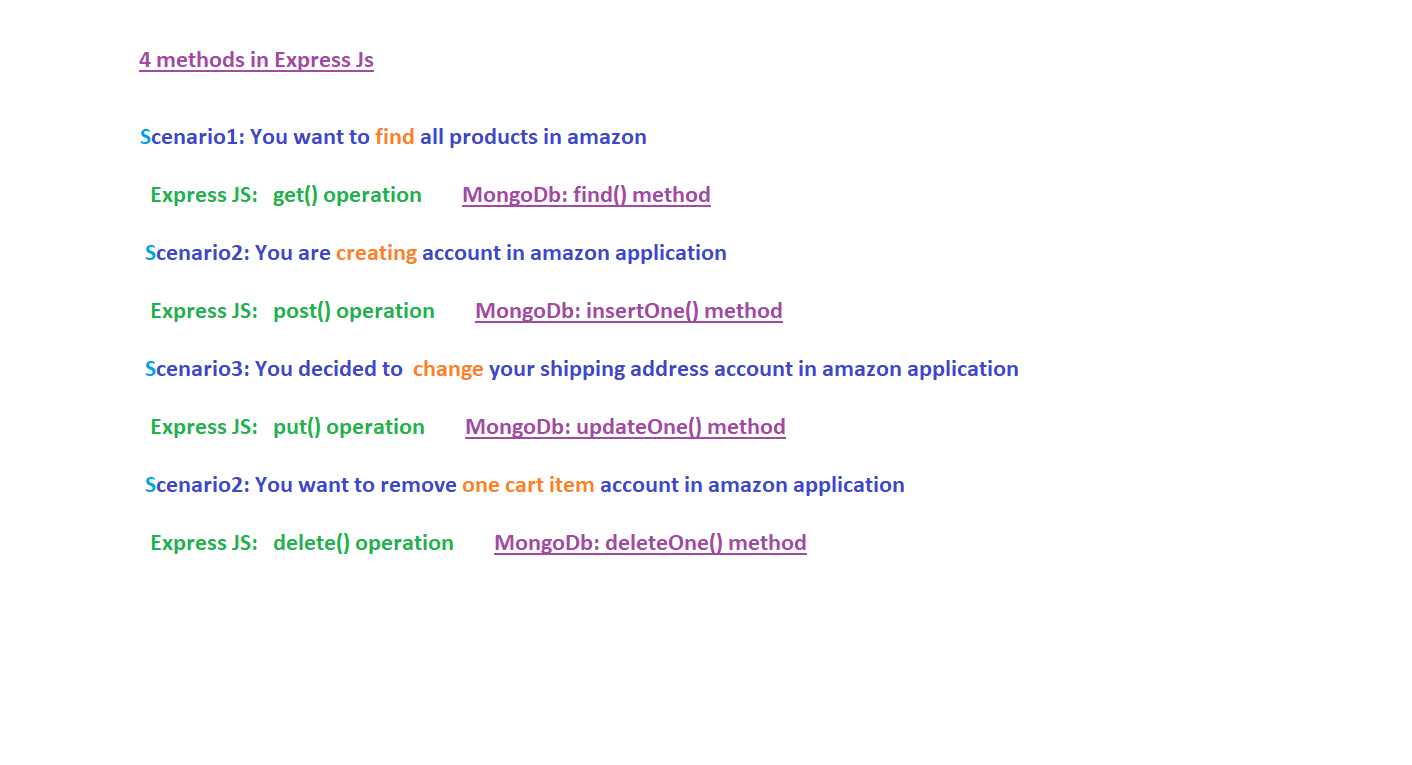 4 methods in Express Js
Scenario1: You want to find all products in amazon
Express JS: get() operation MongoDb: find() method
Scenario2: You are creating account in amazon application
Express JS: post() operation MongoDb: insertOne() method
Scenario3: You decided to change your shipping address account in amazon application
Express JS: put() operation MongoDb: updateOne() method
Scenario2: You want to remove one cart item account in amazon application
Express JS: delete() operation MongoDb: deleteOne() method